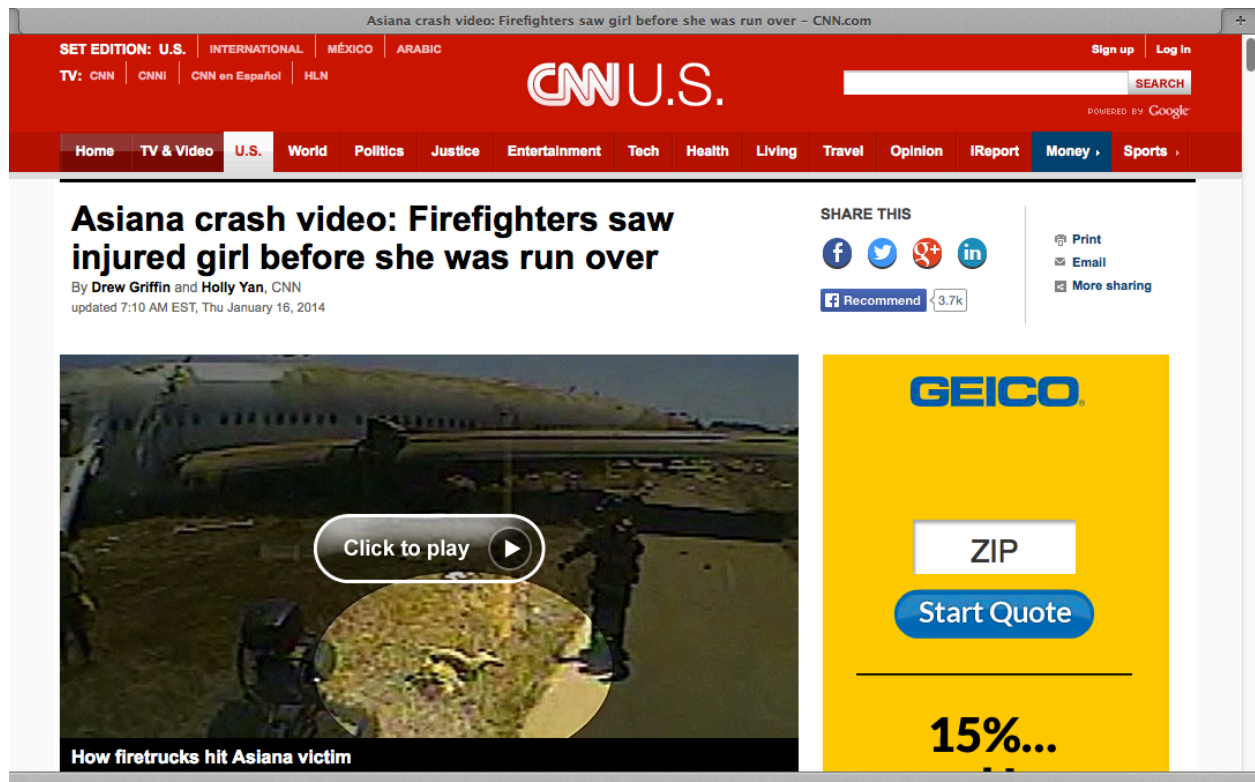 Asiana crash video: Firefighters saw girl before she was run over – CNN.com
SET EDITION: U.S. INTERNATIONAL MÉXICO ARABIC
Sign up Log in
TV: CNN CNNi CNN en Español HLN
CNN U.S.
SEARCH
POWERED BY Google
Home TV & Video U.S. World Politics Justice Entertainment Tech Health Living Travel Opinion iReport Money Sports
Asiana crash video: Firefighters saw
injured girl before she was run over
By Drew Griffin and Holly Yan, CNN
updated 7:10 AM EST, Thu January 16, 2014
SHARE THIS
f g+ in
f Recommend 3.7k
Print
Email
More sharing
Click to play
How firetrucks hit Asiana victim
GEICO.
ZIP
Start Quote
15%...